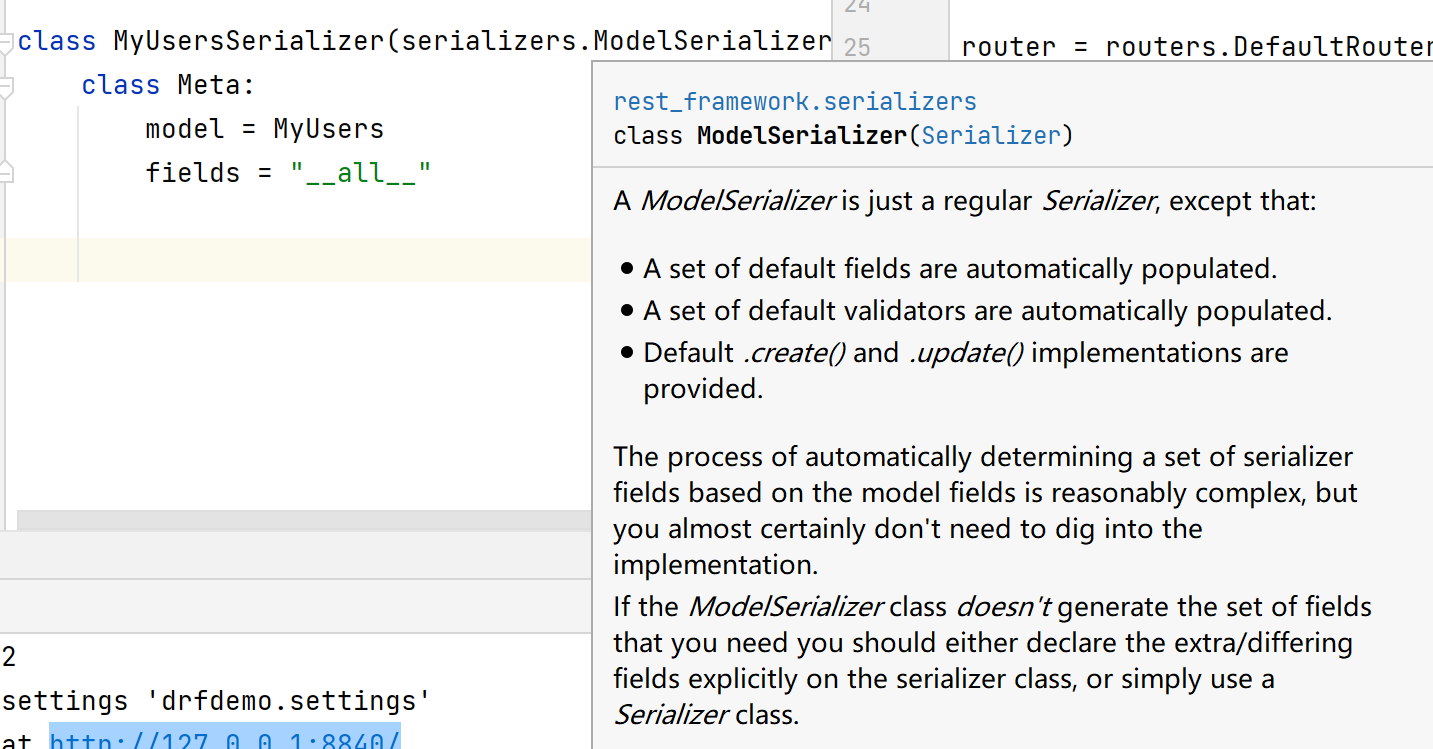 24
class MyUsersSerializer(serializers.ModelSerializer
25
router = routers.DefaultRouter
class Meta:
model = MyUsers
fields = "__all__"
rest_framework.serializers
class ModelSerializer(Serializer)
A ModelSerializer is just a regular Serializer, except that:
● A set of default fields are automatically populated.
● A set of default validators are automatically populated.
● Default .create() and .update() implementations are
provided.
The process of automatically determining a set of serializer
fields based on the model fields is reasonably complex, but
you almost certainly don't need to dig into the
implementation.
If the ModelSerializer class doesn't generate the set of fields
that you need you should either declare the extra/differing
fields explicitly on the serializer class, or simply use a
Serializer class.
2
settings 'drfdemo.settings'
at http://127.0.0.1:8840/